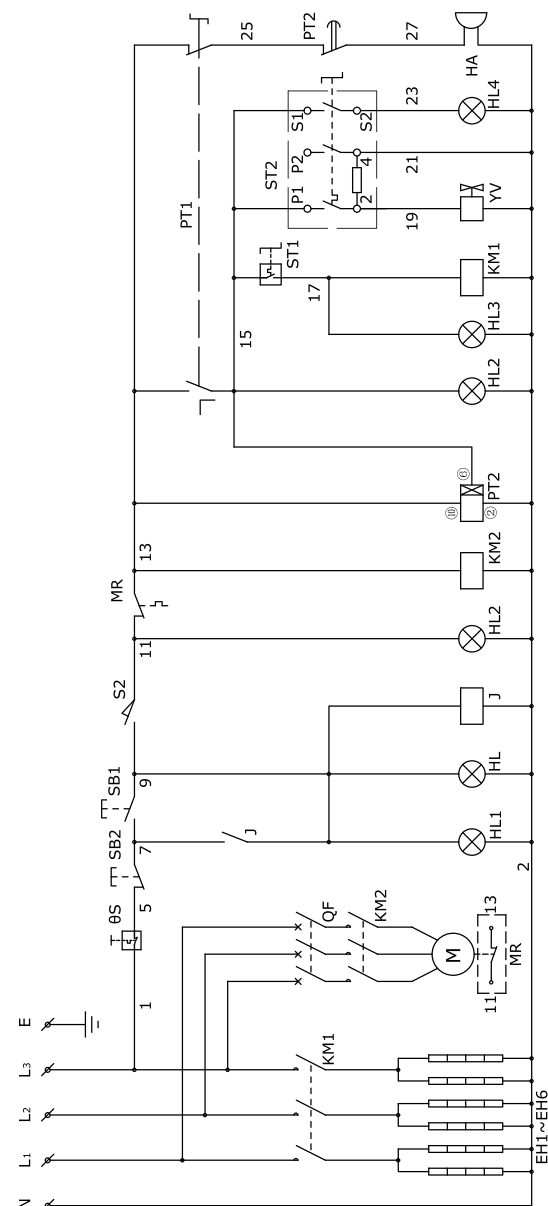 25
PT2
27
HA
S1
S2
23
HL4
ST2
P2
4
21
P1
2
19
YV
PT1
ST1
17
KM1
15
HL3
HL2
⑥
⑩
②
PT2
13
KM2
MR
11
HL2
S2
J
SB1
9
HL
SB2
7
J
HL1
2
θS
5
QF
KM2
M
13
11
MR
1
E
L3
KM1
L2
L1
EH1~EH6
N